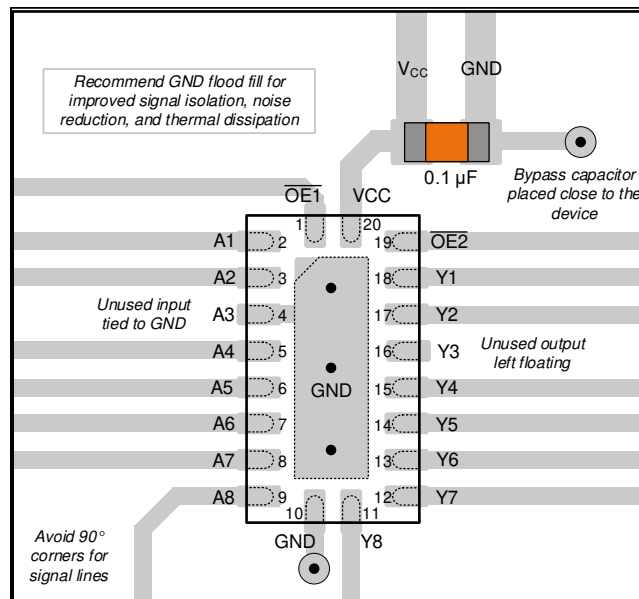 V_CC GND
Recommend GND flood fill for
improved signal isolation, noise
reduction, and thermal dissipation
0.1 µF
Bypass capacitor
placed close to the
device
O̅E̅1̅ VCC
1 20
A1 2 19 O̅E̅2̅
A2 3 18 Y1
Unused input
tied to GND
A3 4 17 Y2
A4 5 16 Y3
Unused output
left floating
A5 6 GND 15 Y4
A6 7 14 Y5
A7 8 13 Y6
A8 9 12 Y7
10 11
GND Y8
Avoid 90°
corners for
signal lines